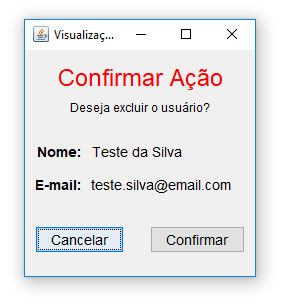 Visualizaç...
Confirmar Ação
Deseja excluir o usuário?
Nome: Teste da Silva
E-mail: teste.silva@email.com
Cancelar Confirmar